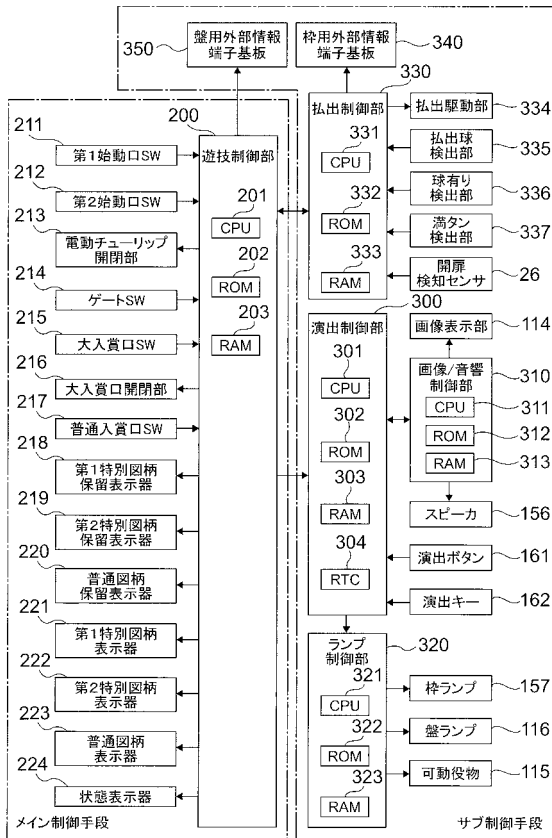 350
盤用外部情報
端子基板
枠用外部情報
端子基板
340
330
200
211
第1始動口SW
212
第2始動口SW
213
電動チューリップ
開閉部
214
ゲートSW
215
大入賞口SW
216
大入賞口開閉部
217
普通入賞口SW
218
第1特別図柄
保留表示器
219
第2特別図柄
保留表示器
220
普通図柄
保留表示器
221
第1特別図柄
表示器
222
第2特別図柄
表示器
223
普通図柄
表示器
224
状態表示器
メイン制御手段
遊技制御部
201
CPU
202
ROM
203
RAM
払出制御部
331
CPU
332
ROM
333
RAM
払出駆動部
334
払出球
検出部
335
球有り
検出部
336
満タン
検出部
337
開扉
検知センサ
26
300
演出制御部
301
CPU
302
ROM
303
RAM
304
RTC
画像表示部
114
画像/音響
制御部
310
CPU
311
ROM
312
RAM
313
スピーカ
156
演出ボタン
161
演出キー
162
ランプ
制御部
320
321
CPU
322
ROM
323
RAM
枠ランプ
157
盤ランプ
116
可動役物
115
サブ制御手段